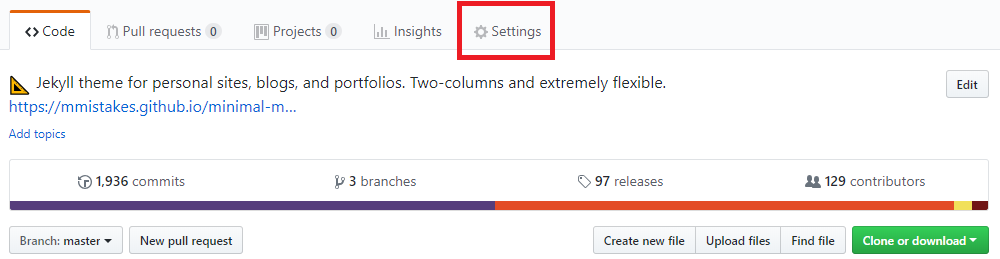 Code Pull requests 0 Projects 0 Insights Settings
Jekyll theme for personal sites, blogs, and portfolios. Two-columns and extremely flexible. Edit
https://mmistakes.github.io/minimal-m...
Add topics
1,936 commits 3 branches 97 releases 129 contributors
Branch: master New pull request Create new file Upload files Find file Clone or download